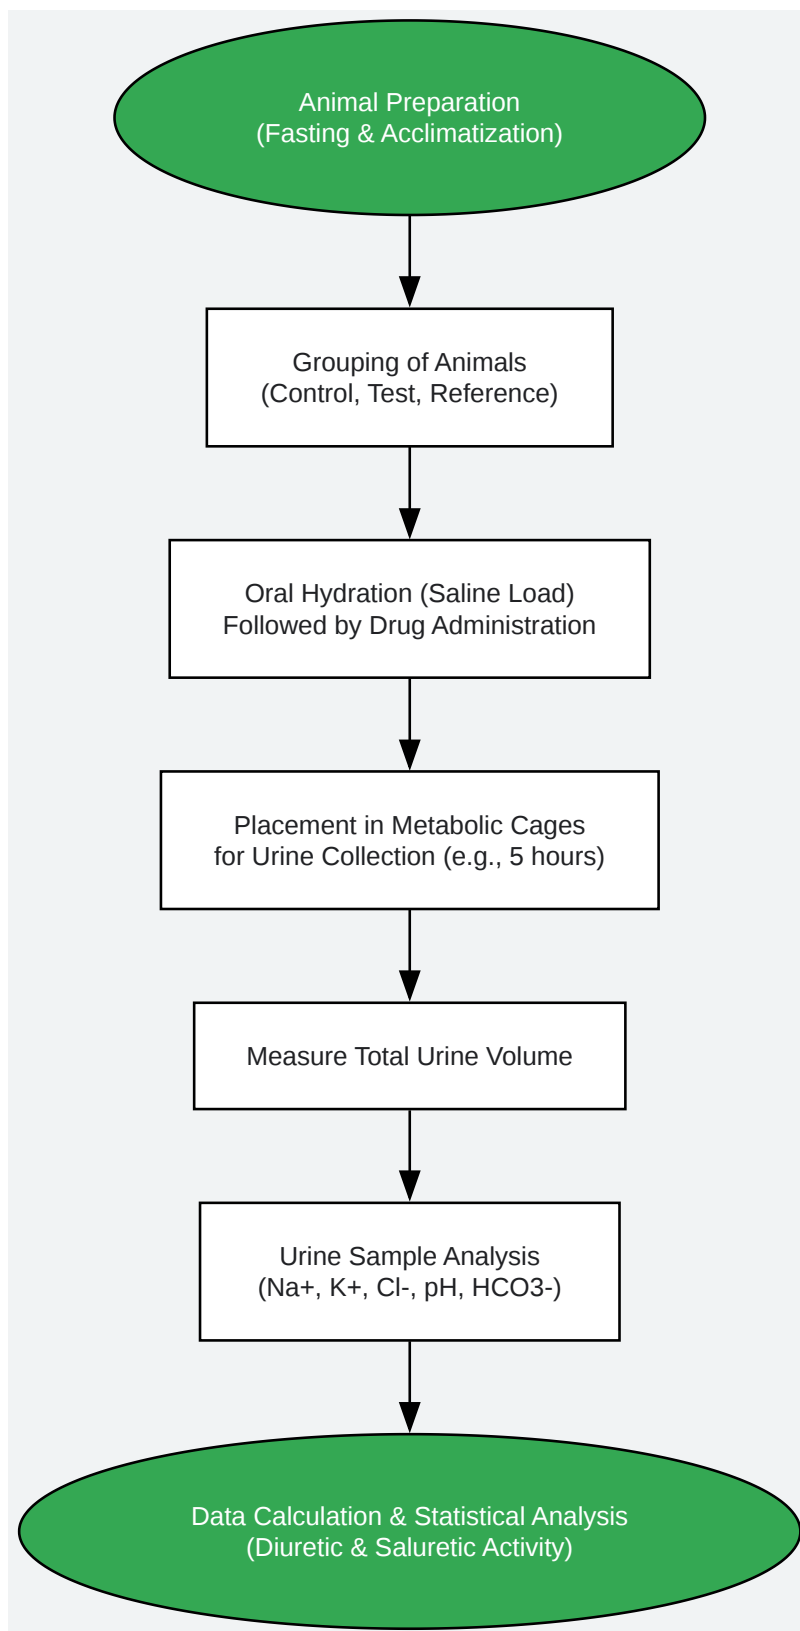 Animal Preparation
(Fasting & Acclimatization)
Grouping of Animals
(Control, Test, Reference)
Oral Hydration (Saline Load)
Followed by Drug Administration
Placement in Metabolic Cages
for Urine Collection (e.g., 5 hours)
Measure Total Urine Volume
Urine Sample Analysis
(Na+, K+, Cl-, pH, HCO3-)
Data Calculation & Statistical Analysis
(Diuretic & Saluretic Activity)